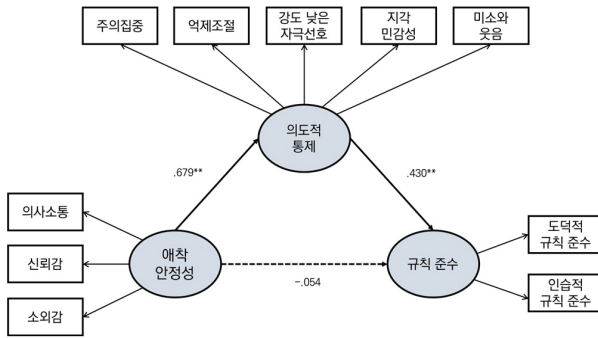 주의집중
억제조절
강도 낮은
자극선호
지각
민감성
미소와
웃음
의도적
통제
.679**
.430**
의사소통
신뢰감
소외감
애착
안정성
-.054
규칙 준수
도덕적
규칙 준수
인습적
규칙 준수